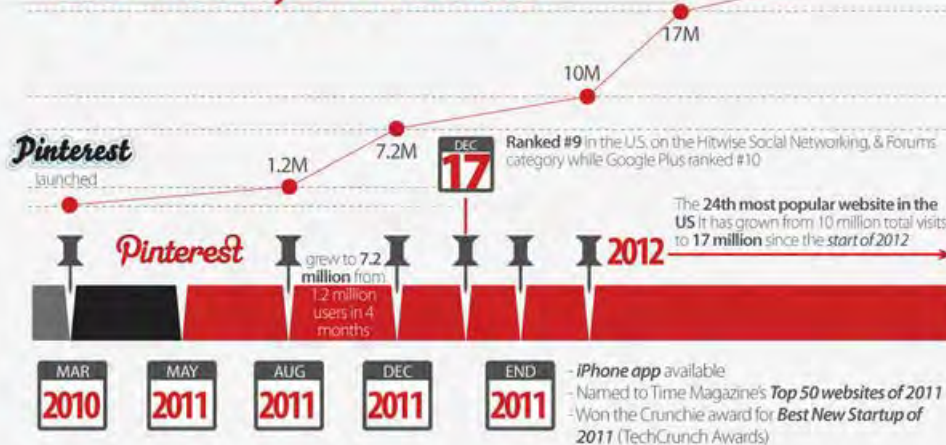 17M
10M
7.2M
1.2M
Pinterest
launched
DEC
17
Ranked #9 in the U.S. on the Hitwise Social Networking, & Forums
category while Google Plus ranked #10
The 24th most popular website in the
US It has grown from 10 million total visits
to 17 million since the start of 2012
Pinterest
grew to 7.2
million from
1.2 million
users in 4
months
2012
MAR
2010
MAY
2011
AUG
2011
DEC
2011
END
2011
- iPhone app available
- Named to Time Magazine's Top 50 websites of 2011
- Won the Crunchie award for Best New Startup of
2011 (TechCrunch Awards)